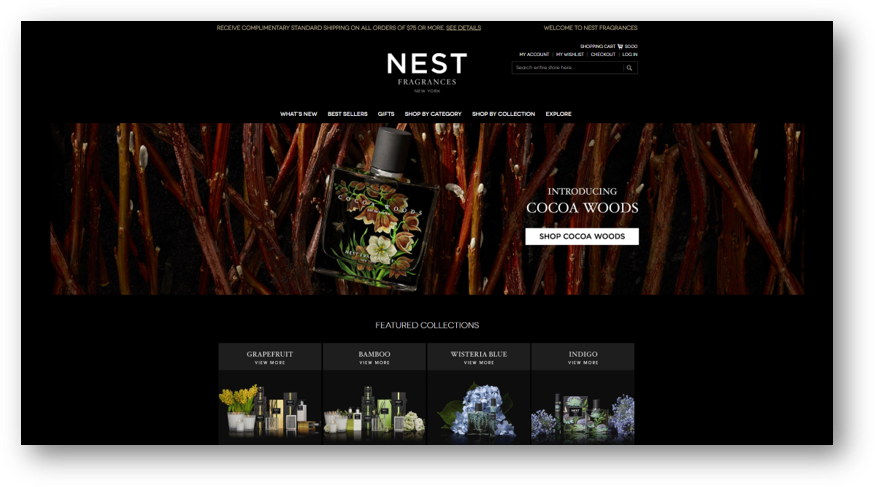 RECEIVE COMPLIMENTARY STANDARD SHIPPING ON ALL ORDERS OF $75 OR MORE. SEE DETAILS
WELCOME TO NEST FRAGRANCES
SHOPPING CART $0.00
MY ACCOUNT | MY WISHLIST | CHECKOUT | LOG IN
Search entire store here...
NEST
FRAGRANCES
NEW YORK
WHAT'S NEW BEST SELLERS GIFTS SHOP BY CATEGORY SHOP BY COLLECTION EXPLORE
COCOA WOODS
INTRODUCING
COCOA WOODS
SHOP COCOA WOODS
FEATURED COLLECTIONS
GRAPEFRUIT
VIEW MORE
BAMBOO
VIEW MORE
WISTERIA BLUE
VIEW MORE
INDIGO
VIEW MORE